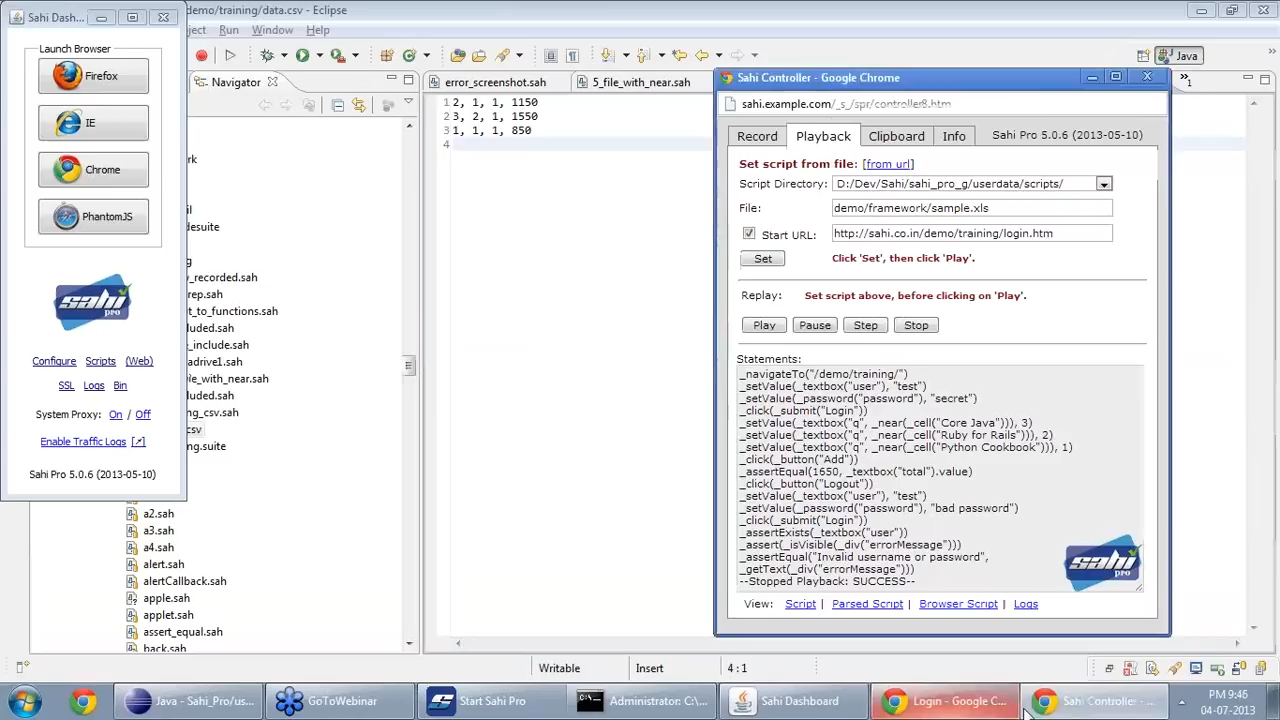 Sahi Dash...
demo/training/data.csv - Eclipse
ject Run Window Help
Java
Launch Browser
Firefox
IE
Chrome
PhantomJS
sahi
pro
Configure Scripts (Web)
SSL Logs Bin
System Proxy: On / Off
Enable Traffic Logs [↗]
Sahi Pro 5.0.6 (2013-05-10)
Navigator
_recorded.sah
rep.sah
t_to_functions.sah
cluded.sah
_include.sah
adrive1.sah
le_with_near.sah
cluded.sah
ng_csv.sah
csv
ng.suite
a2.sah
a3.sah
a4.sah
alert.sah
alertCallback.sah
apple.sah
applet.sah
assert_equal.sah
back.sah
error_screenshot.sah
5_file_with_near.sah
1 2, 1, 1, 1150
2 3, 2, 1, 1550
3 1, 1, 1, 850
4
Sahi Controller - Google Chrome
sahi.example.com/_s_/spr/controller8.htm
Record Playback Clipboard Info Sahi Pro 5.0.6 (2013-05-10)
Set script from file: [from url]
Script Directory: D:/Dev/Sahi/sahi_pro_g/userdata/scripts/
File: demo/framework/sample.xls
Start URL: http://sahi.co.in/demo/training/login.htm
Set Click 'Set', then click 'Play'.
Replay: Set script above, before clicking on 'Play'.
Play Pause Step Stop
Statements:
_navigateTo("/demo/training/")
_setValue(_textbox("user"), "test")
_setValue(_password("password"), "secret")
_click(_submit("Login"))
_setValue(_textbox("q", _near(_cell("Core Java"))), 3)
_setValue(_textbox("q", _near(_cell("Ruby for Rails"))), 2)
_setValue(_textbox("q", _near(_cell("Python Cookbook"))), 1)
_click(_button("Add"))
_assertEqual(1650, _textbox("total").value)
_click(_button("Logout"))
_setValue(_textbox("user"), "test")
_setValue(_password("password"), "bad password")
_click(_submit("Login"))
_assertExists(_textbox("user"))
_assert(_isVisible(_div("errorMessage")))
_assertEqual("Invalid username or password",
_getText(_div("errorMessage")))
--Stopped Playback: SUCCESS--
sahi
pro
View: Script | Parsed Script | Browser Script | Logs
Writable Insert 4 : 1
Java - Sahi_Pro/us...
GoToWebinar
Start Sahi Pro
Administrator: C:\...
Sahi Dashboard
Login - Google C...
Sahi Controller - ...
PM 9:46
04-07-2013